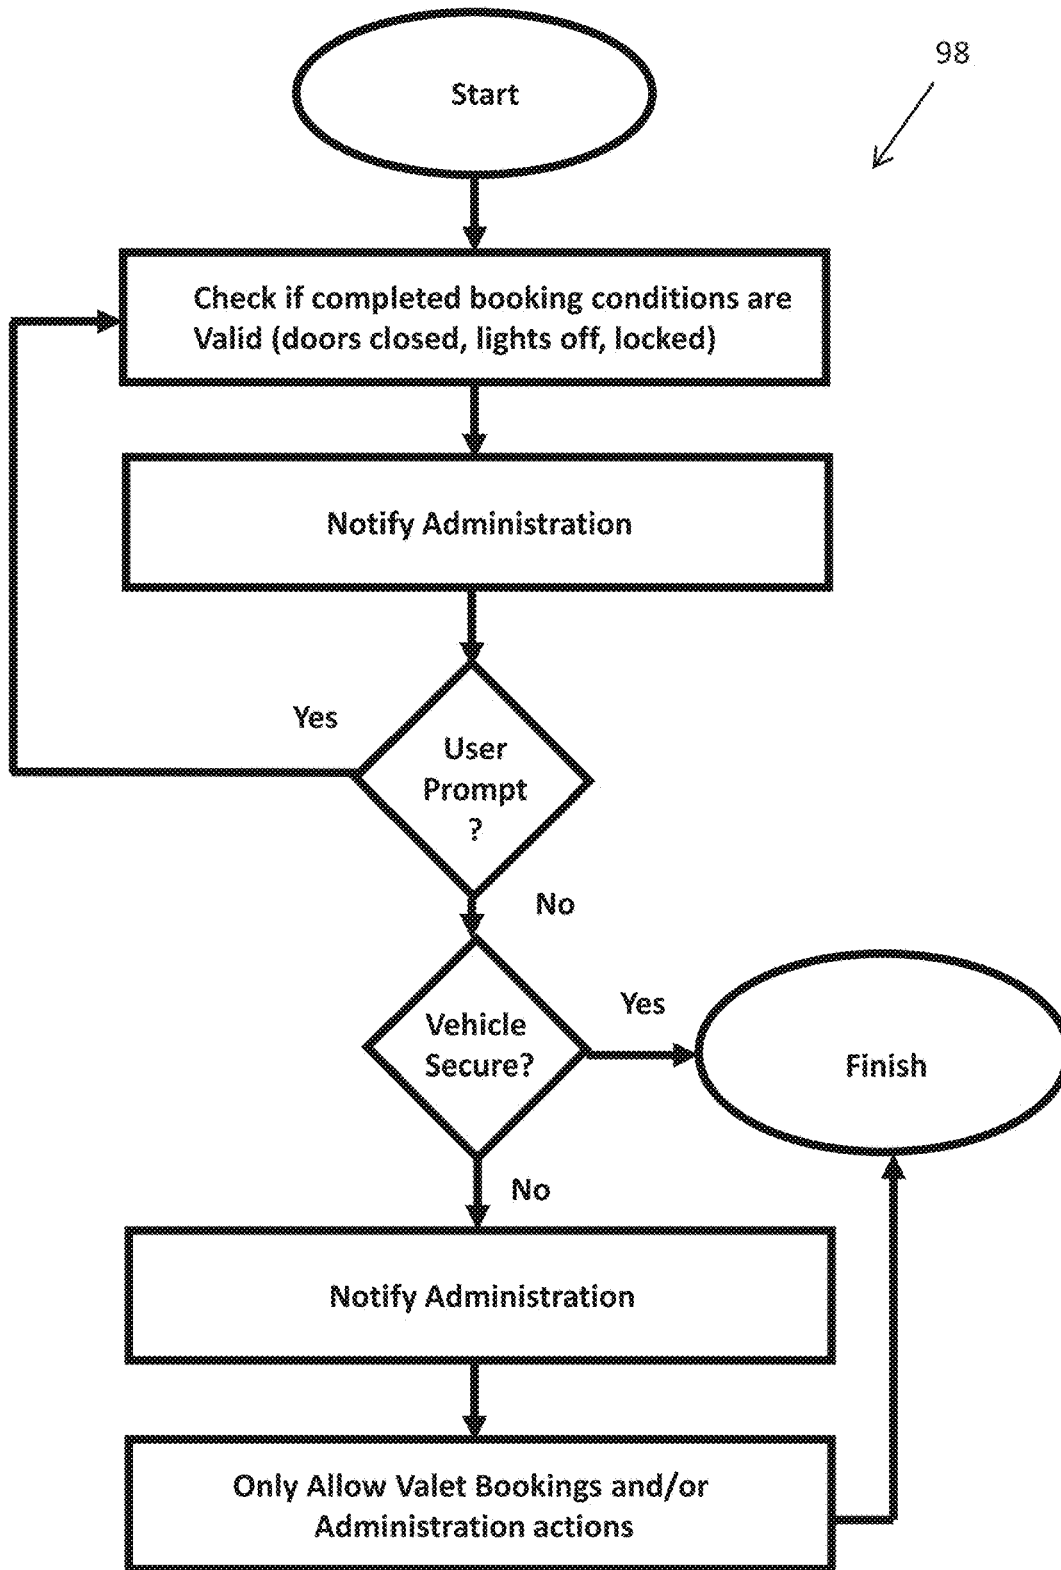 98
Start
Check if completed booking conditions are
Valid (doors closed, lights off, locked)
Notify Administration
Yes
User
Prompt
?
No
Vehicle
Secure?
Yes
Finish
No
Notify Administration
Only Allow Valet Bookings and/or
Administration actions